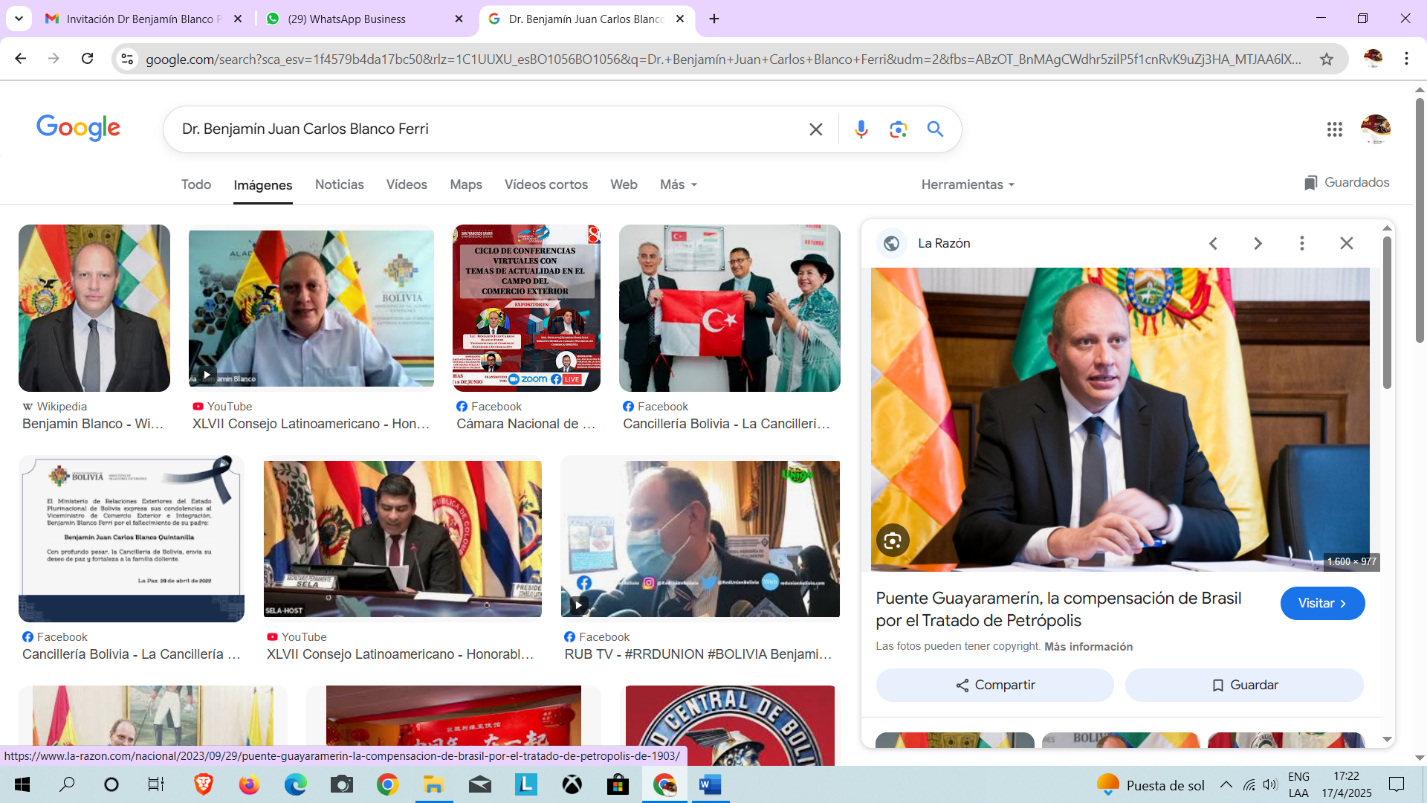 Invitación Dr Benjamín Blanco F
(29) WhatsApp Business
Dr. Benjamín Juan Carlos Blanco
google.com/search?sca_esv=1f4579b4da17bc50&rlz=1C1UUXU_esBO1056BO1056&q=Dr.+Benjamín+Juan+Carlos+Blanco+Ferri&udm=2&fbs=ABzOT_BnMAgCWdhr5zilP5f1cnRvK9uZj3HA_MTJAA6lX...
Google
Dr. Benjamín Juan Carlos Blanco Ferri
Todo
Imágenes
Noticias
Vídeos
Maps
Vídeos cortos
Web
Más
Herramientas
Guardados
BOLIVIA
CICLO DE CONFERENCIAS
VIRTUALES CON
TEMAS DE ACTUALIDAD EN EL
CAMPO DEL
COMERCIO EXTERIOR
EXPOSITORES
zoom
LIVE
Wikipedia
Benjamin Blanco - Wi...
YouTube
XLVII Consejo Latinoamericano - Hon...
Facebook
Cámara Nacional de ...
Facebook
Cancillería Bolivia - La Cancillerí...
BOLIVIA
El Ministerio de Relaciones Exteriores del Estado
Plurinacional de Bolivia expresa sus condolencias al
Viceministro de Comercio Exterior e Integración,
Benjamín Blanco Ferri por el fallecimiento de su padre:
Benjamín Juan Carlos Blanco Quintanilla
Con profundo pesar, la Cancillería de Bolivia, envía su
deseo de paz y fortaleza a la familia doliente.
La Paz, 20 de abril de 2022
SELA
PRESIDE
SELA-HOST
Facebook
Cancillería Bolivia - La Cancillería ...
YouTube
XLVII Consejo Latinoamericano - Honorabl...
Facebook
RUB TV - #RRDUNION #BOLIVIA Benjami...
CENTRAL DE BOL
La Razón
1.600 × 977
Puente Guayaramerín, la compensación de Brasil
por el Tratado de Petrópolis
Visitar
Las fotos pueden tener copyright. Más información
Compartir
Guardar
https://www.la-razon.com/nacional/2023/09/29/puente-guayaramerin-la-compensacion-de-brasil-por-el-tratado-de-petropolis-de-1903/
Puesta de sol
ENG
LAA
17:22
17/4/2025